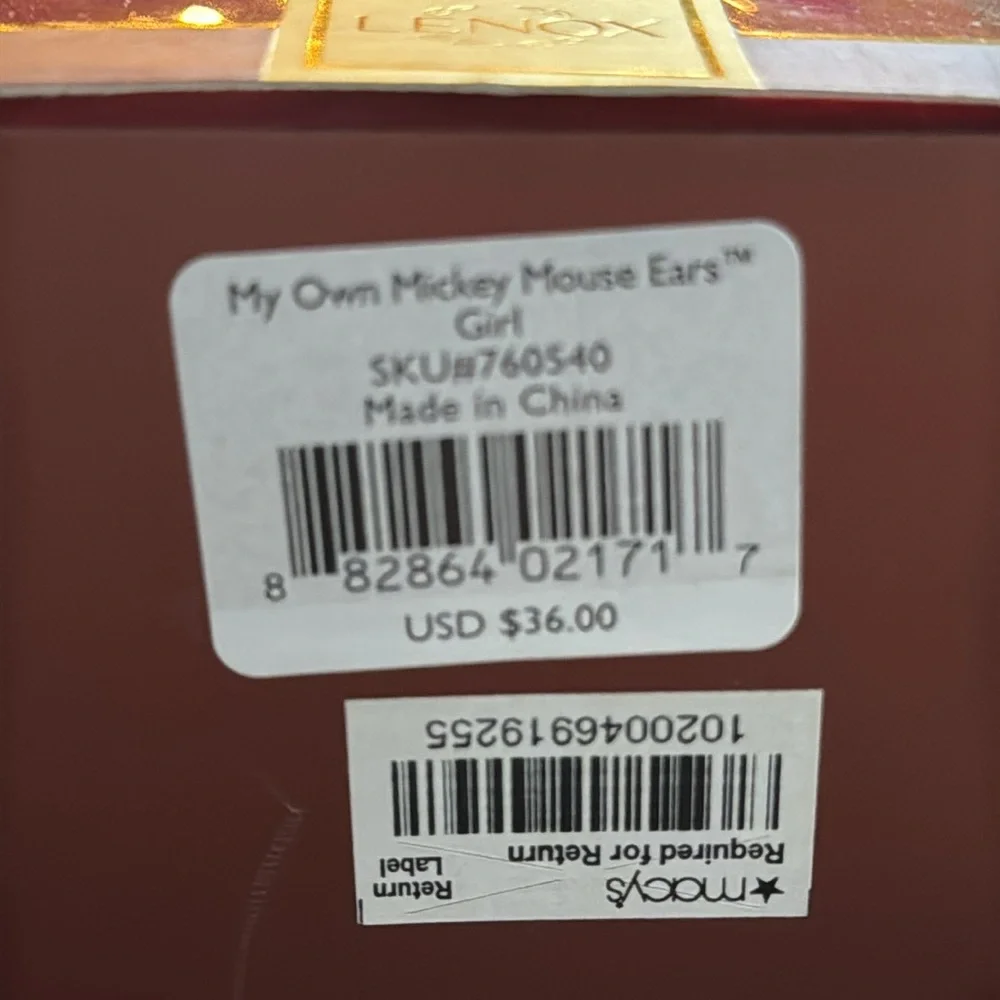 LENOX
My Own Mickey Mouse Ears™
Girl
SKU#760540
Made in China
8 82864 02171 7
USD $36.00
macy's
Return
Label
Required for Return
1020046919255